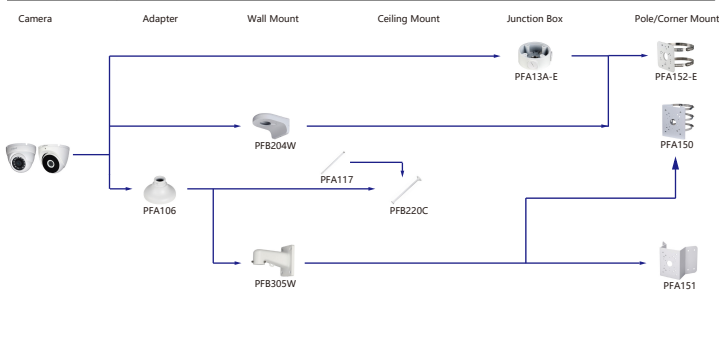 Camera
Adapter
Wall Mount
Ceiling Mount
Junction Box
Pole/Corner Mount
PFA13A-E
PFA152-E
PFB204W
PFA150
PFA117
PFA106
PFB220C
PFB305W
PFA151